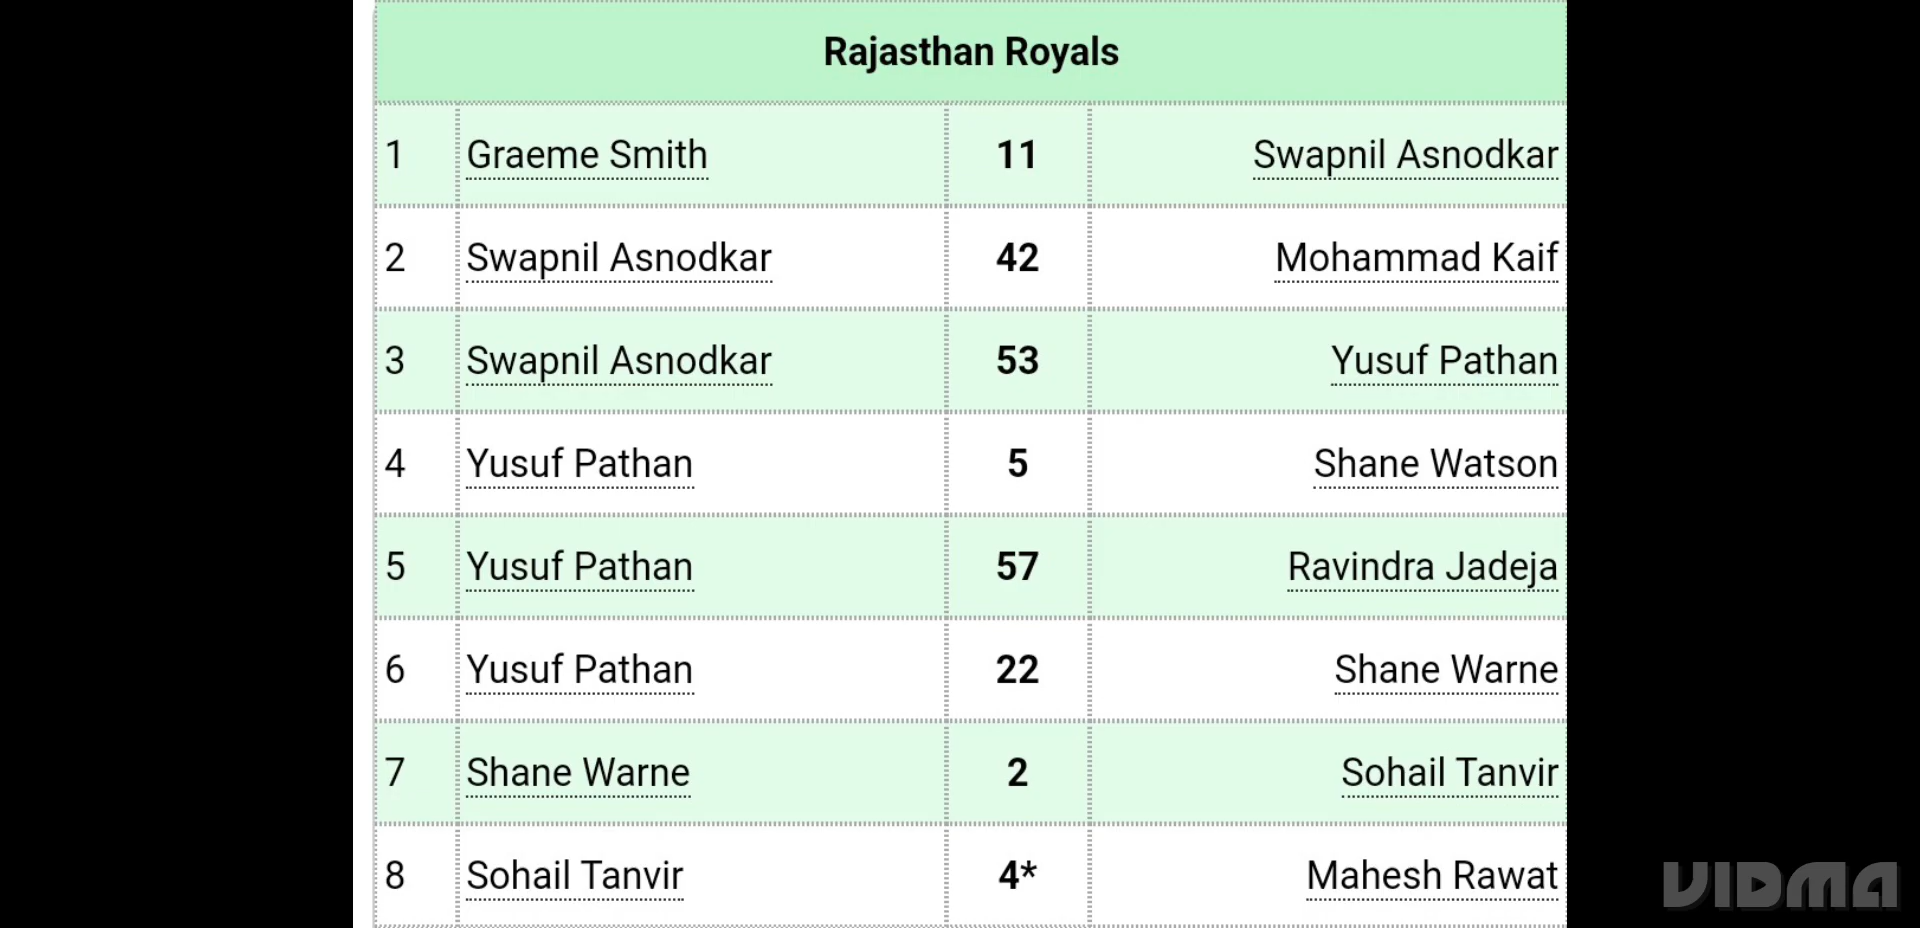 Rajasthan Royals
1 Graeme Smith 11 Swapnil Asnodkar
2 Swapnil Asnodkar 42 Mohammad Kaif
3 Swapnil Asnodkar 53 Yusuf Pathan
4 Yusuf Pathan 5 Shane Watson
5 Yusuf Pathan 57 Ravindra Jadeja
6 Yusuf Pathan 22 Shane Warne
7 Shane Warne 2 Sohail Tanvir
8 Sohail Tanvir 4* Mahesh Rawat
VIDMA